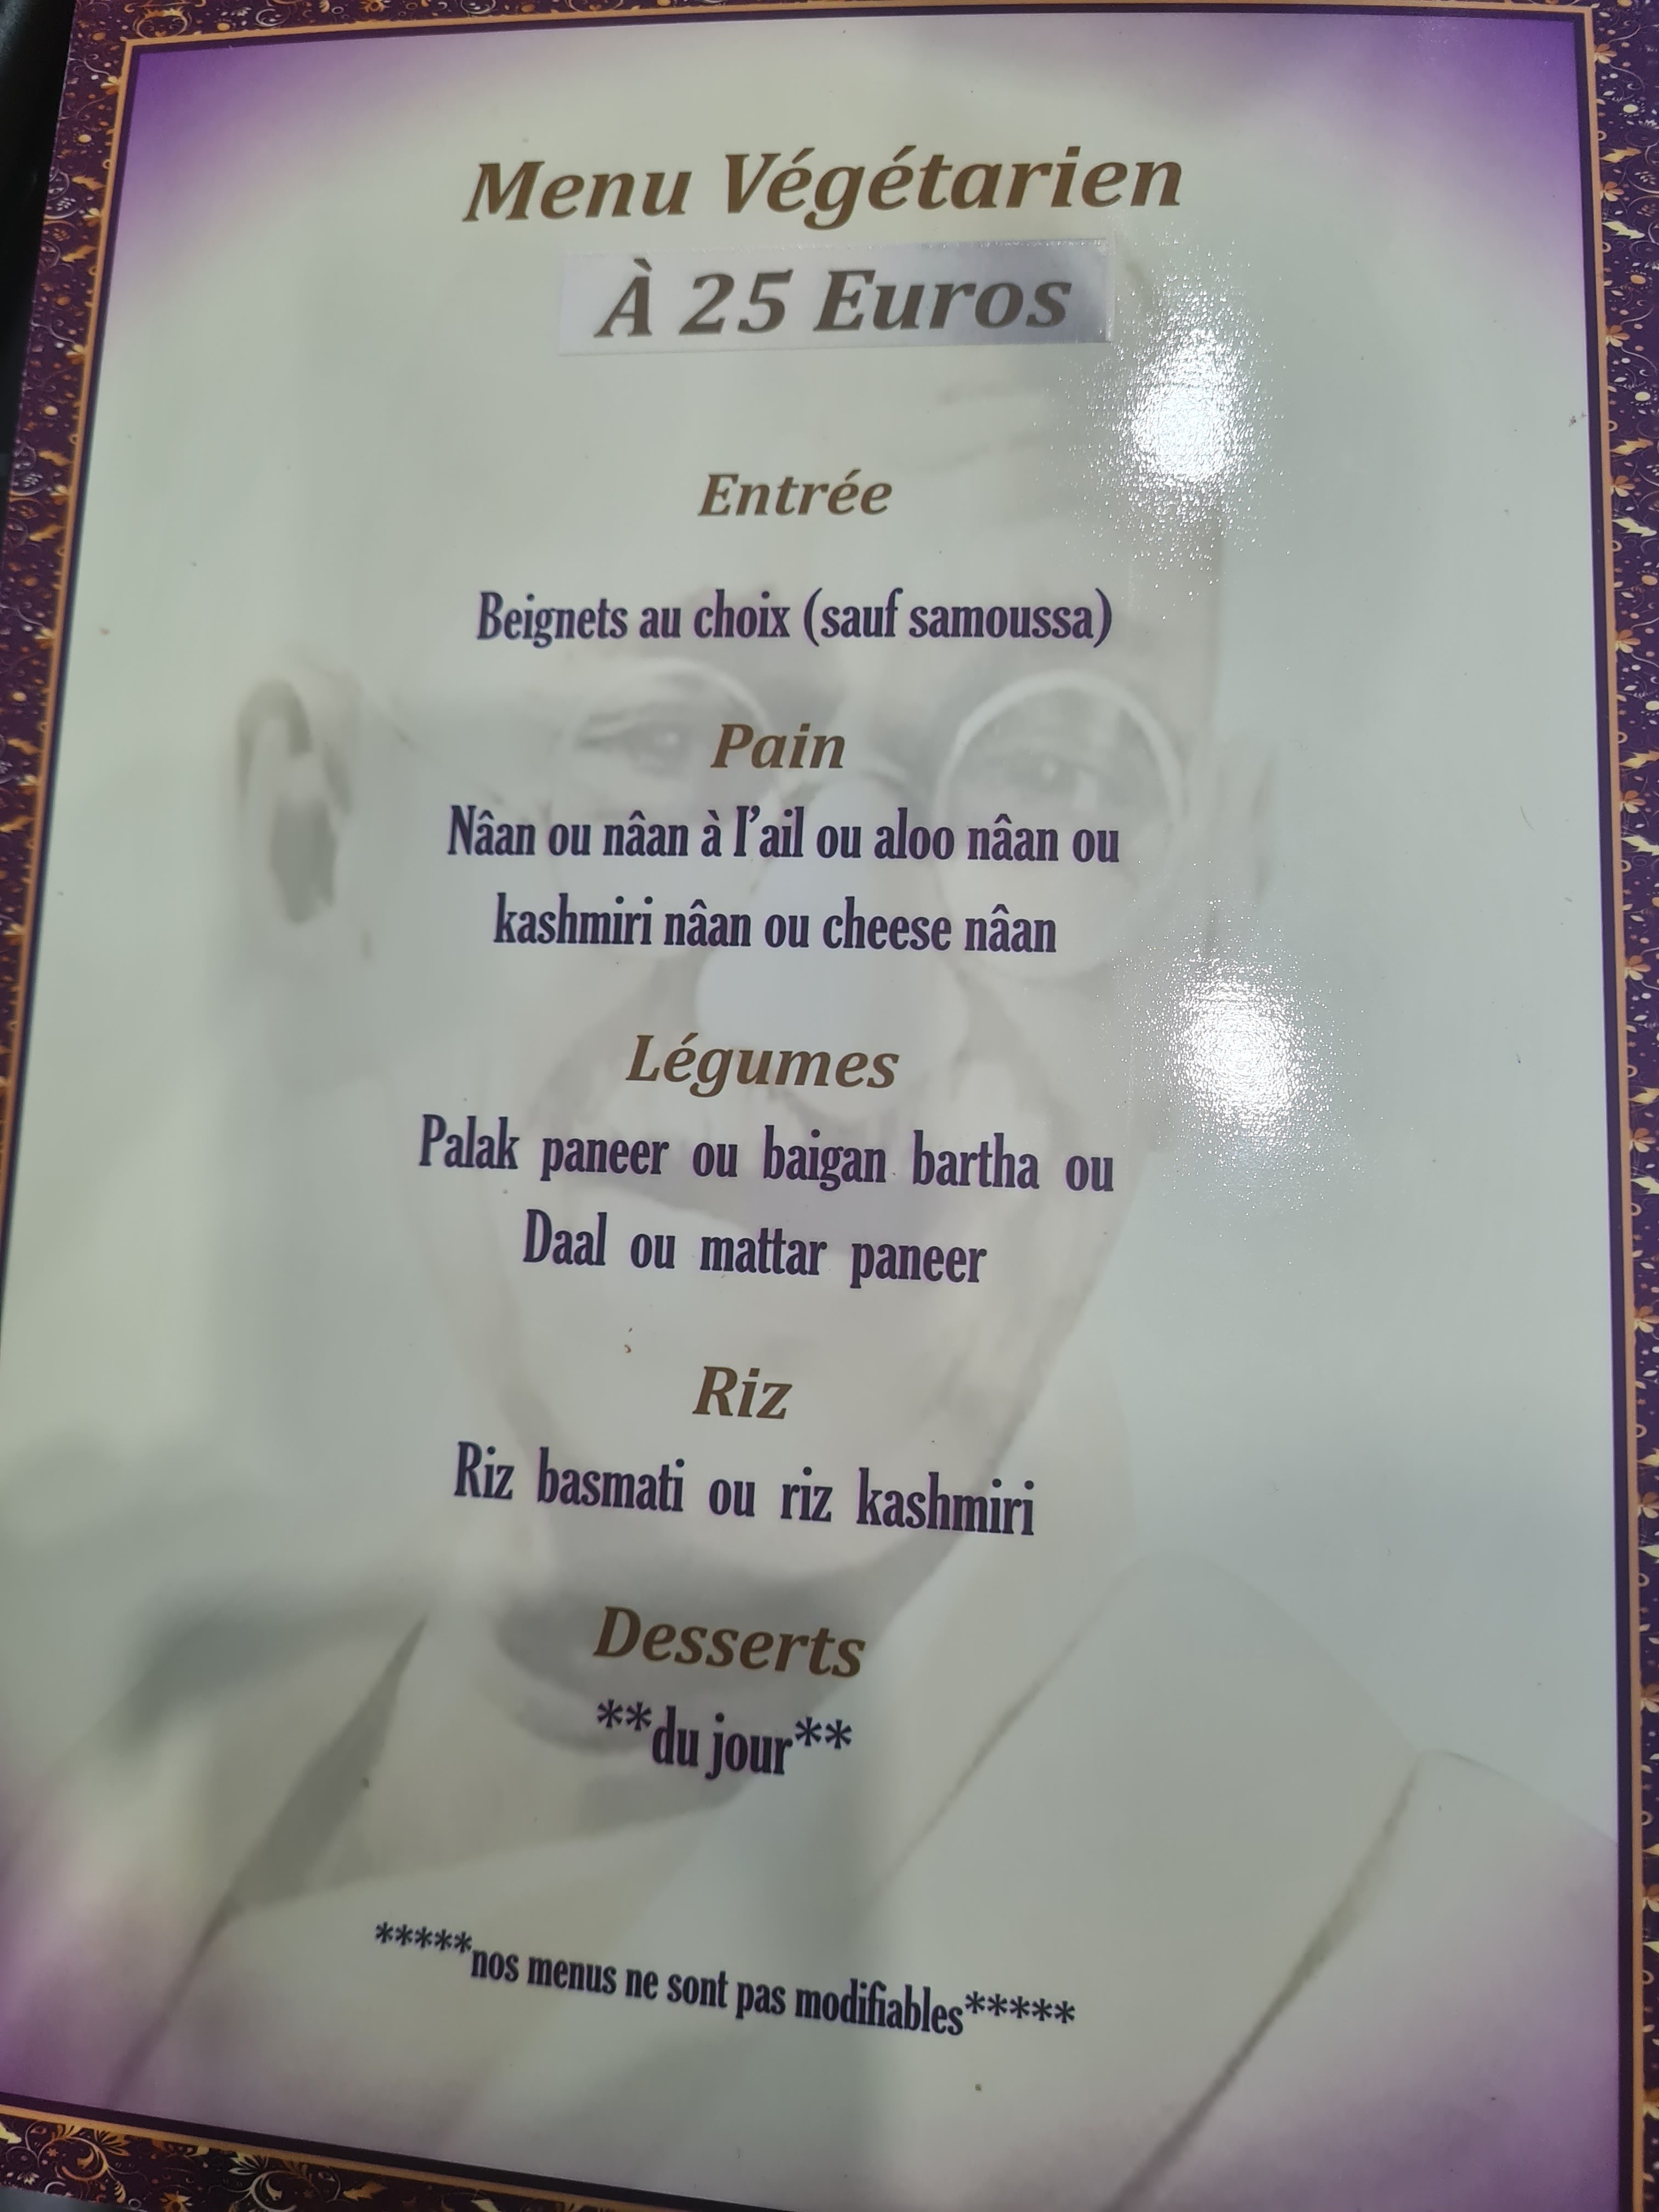 Menu Végétarien
À 25 Euros
Entrée
Beignets au choix (sauf samoussa)
Pain
Nâan ou nâan à l'ail ou aloo nâan ou
kashmiri nâan ou cheese nâan
Légumes
Palak paneer ou baigan bartha ou
Daal ou mattar paneer
Riz
Riz basmati ou riz kashmiri
Desserts
**du jour**
*****nos menus ne sont pas modifiables*****